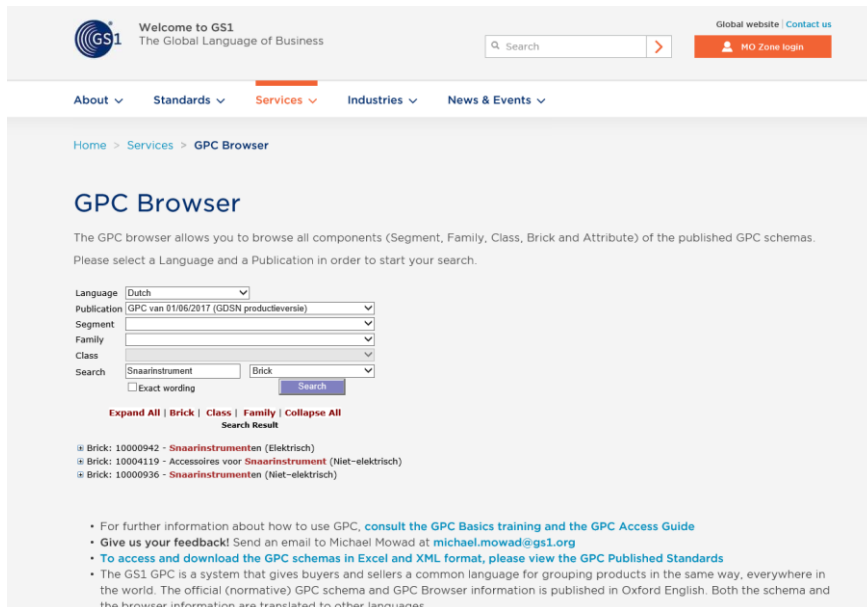 GS1
Welcome to GS1
The Global Language of Business
Search
Global website | Contact us
MO Zone login
About
Standards
Services
Industries
News & Events
Home > Services > GPC Browser
GPC Browser
The GPC browser allows you to browse all components (Segment, Family, Class, Brick and Attribute) of the published GPC schemas.
Please select a Language and a Publication in order to start your search.
Language Dutch
Publication GPC van 01/06/2017 (GDSN productieversie)
Segment
Family
Class
Search Snaarinstrument Brick
Exact wording Search
Expand All | Brick | Class | Family | Collapse All
Search Result
Brick: 10000942 - Snaarinstrumenten (Elektrisch)
Brick: 10004119 - Accessoires voor Snaarinstrument (Niet-elektrisch)
Brick: 10000936 - Snaarinstrumenten (Niet-elektrisch)
• For further information about how to use GPC, consult the GPC Basics training and the GPC Access Guide
• Give us your feedback! Send an email to Michael Mowad at michael.mowad@gs1.org
• To access and download the GPC schemas in Excel and XML format, please view the GPC Published Standards
• The GS1 GPC is a system that gives buyers and sellers a common language for grouping products in the same way, everywhere in
the world. The official (normative) GPC schema and GPC Browser information is published in Oxford English. Both the schema and
the browser information are translated to other languages